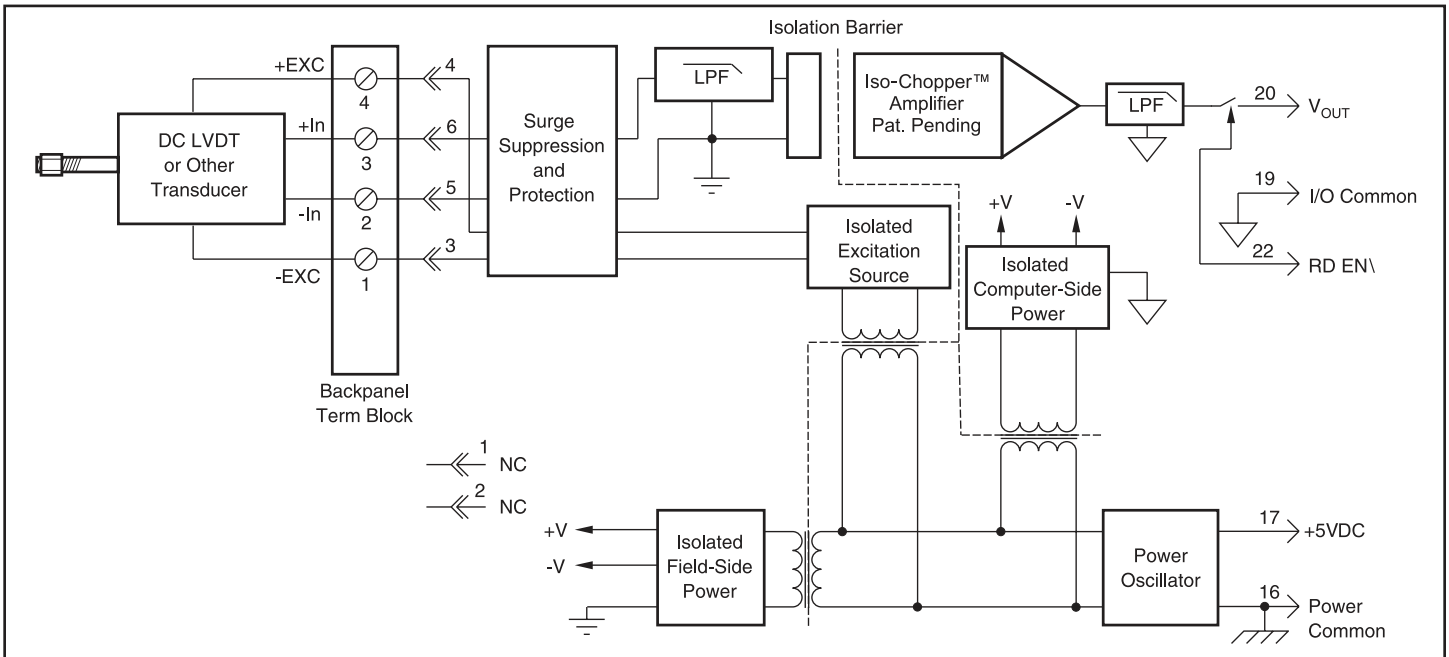 Isolation Barrier
+EXC
4
4
+In
6
3
-In
5
2
-EXC
3
1
DC LVDT
or Other
Transducer
Backpanel
Term Block
Surge
Suppression
and
Protection
LPF
Iso-Chopper™
Amplifier
Pat. Pending
LPF
20
VOUT
19
I/O Common
22
RD EN\
Isolated
Excitation
Source
+V
-V
Isolated
Computer-Side
Power
1
NC
2
NC
+V
-V
Isolated
Field-Side
Power
Power
Oscillator
17
+5VDC
16
Power
Common